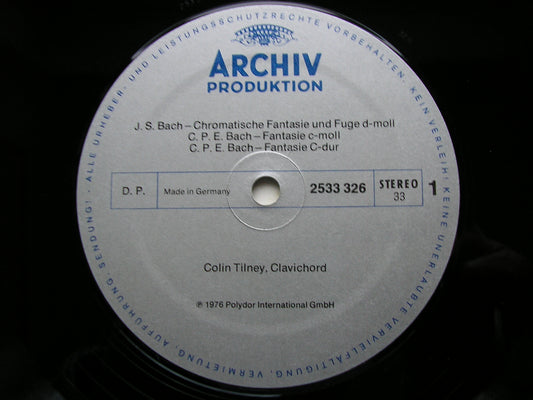 ARCHIV
PRODUKTION
J. S. Bach – Chromatische Fantasie und Fuge d-moll
C. P. E. Bach – Fantasie c-moll
C. P. E. Bach – Fantasie C-dur
D. P.
Made in Germany
2533 326
STEREO
33
1
Colin Tilney, Clavichord
℗ 1976 Polydor International GmbH
· ALLE URHEBER- UND LEISTUNGSSCHUTZRECHTE VORBEHALTEN. KEIN VERLEIH! KEINE UNERLAUBTE VERVIELFÄLTIGUNG, VERMIETUNG, AUFFÜHRUNG, SENDUNG!